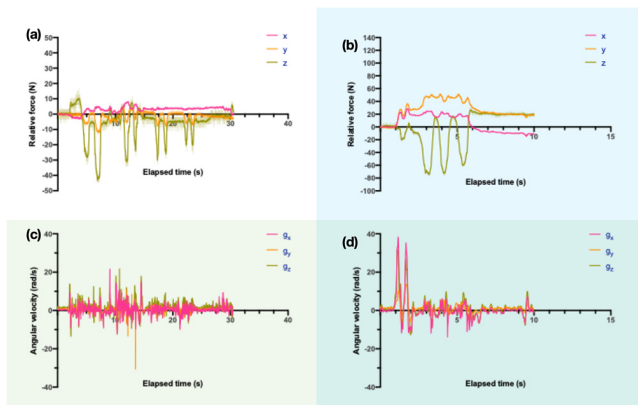 (a)
x
y
z
50
40
30
20
10
0
-10
-20
-30
-40
-50
10
20
30
40
Relative force (N)
Elapsed time (s)
(b)
x
y
z
140
120
100
80
60
40
20
0
-20
-40
-60
-80
-100
5
10
15
Relative force (N)
Elapsed time (s)
(c)
gx
gy
gz
40
20
0
-20
-40
10
20
30
40
Angular velocity (rad/s)
Elapsed time (s)
(d)
gx
gy
gz
40
20
0
-20
-40
5
10
15
Angular velocity (rad/s)
Elapsed time (s)